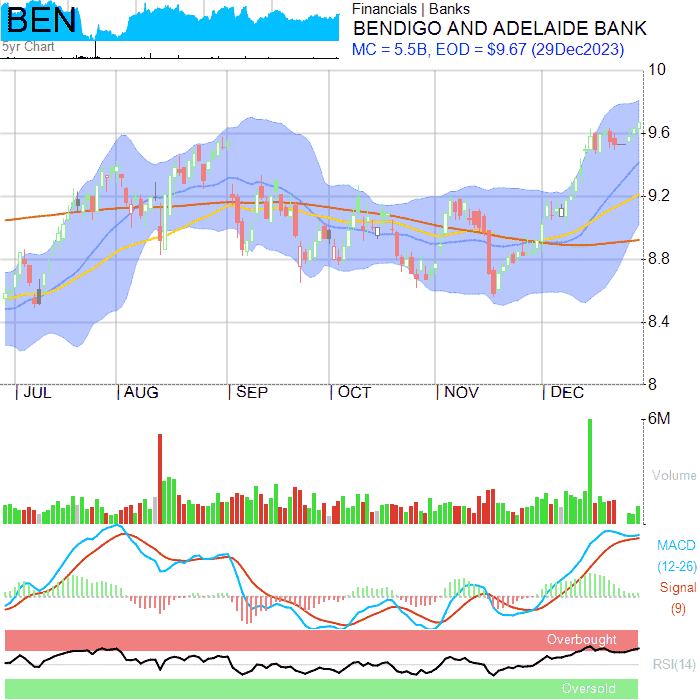 BEN
5yr Chart
Financials | Banks
BENDIGO AND ADELAIDE BANK
MC = 5.5B, EOD = $9.67 (29Dec2023)
10
9.6
9.2
8.8
8.4
8
JUL AUG SEP OCT NOV DEC
6M
Volume
MACD
(12-26)
Signal
(9)
Overbought
RSI(14)
Oversold